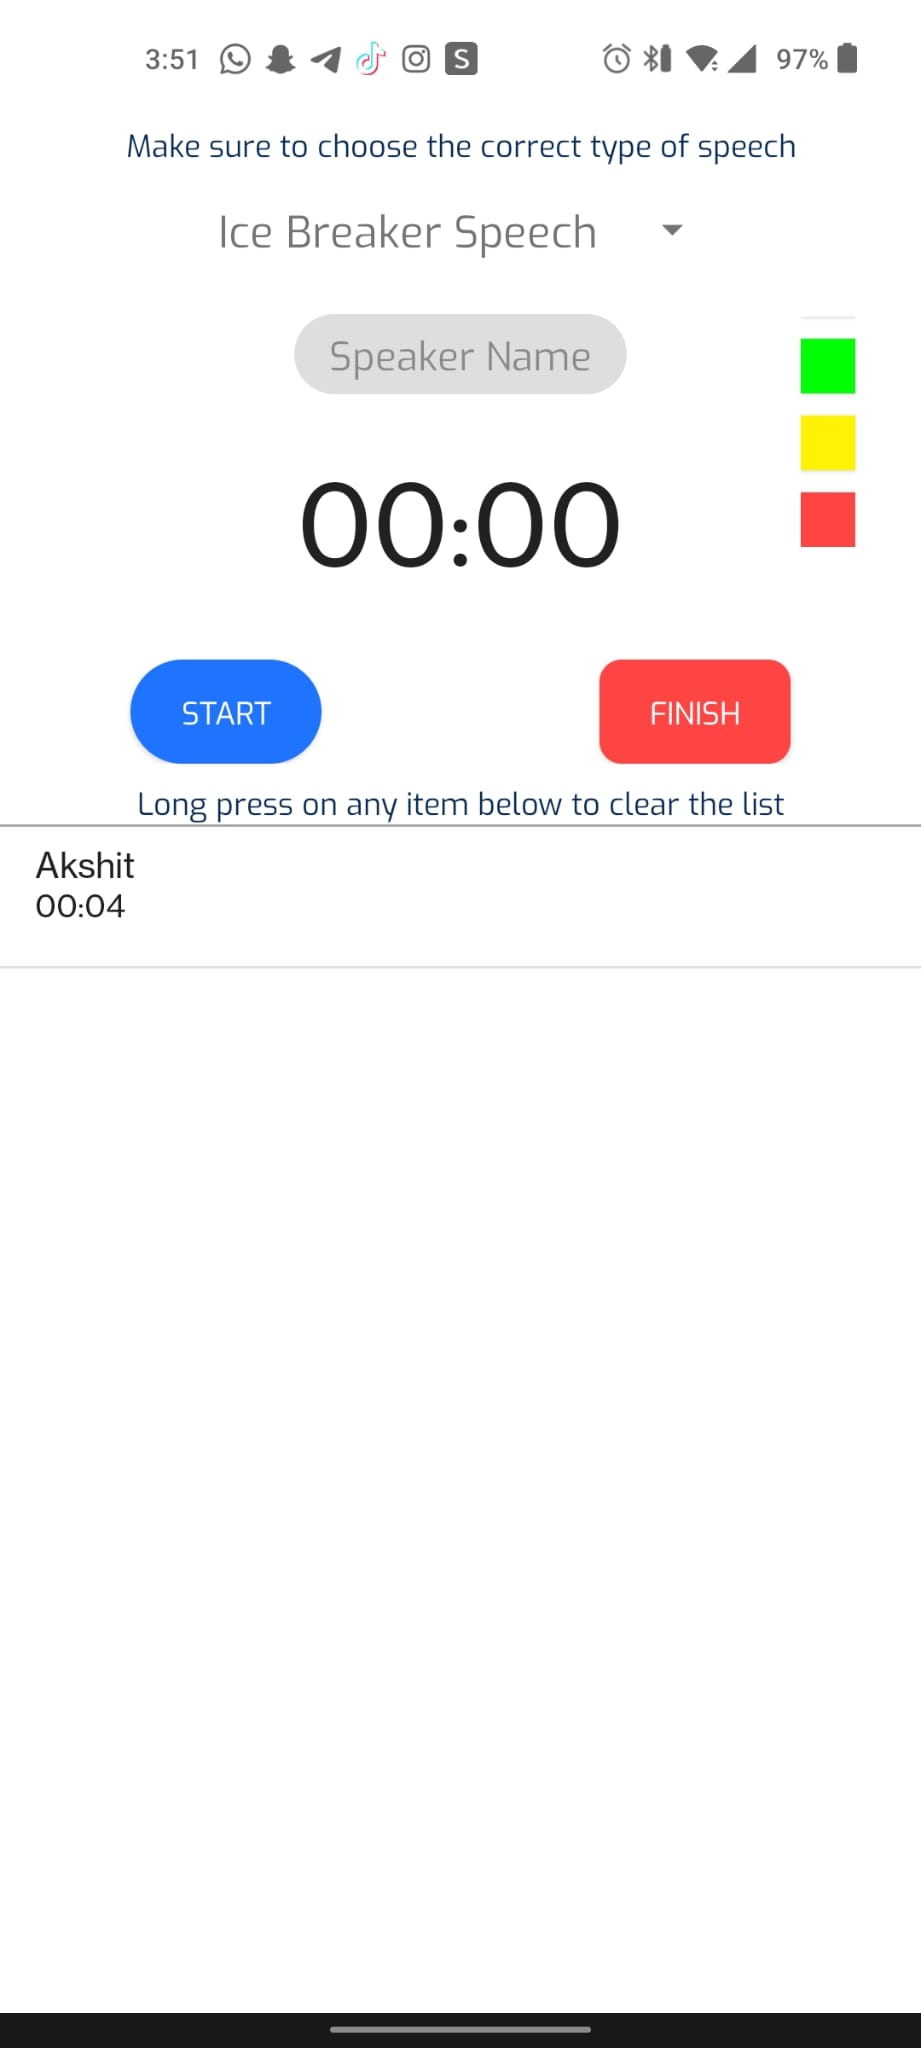 3:51 S 97%
Make sure to choose the correct type of speech
Ice Breaker Speech
Speaker Name
00:00
START FINISH
Long press on any item below to clear the list
Akshit
00:04